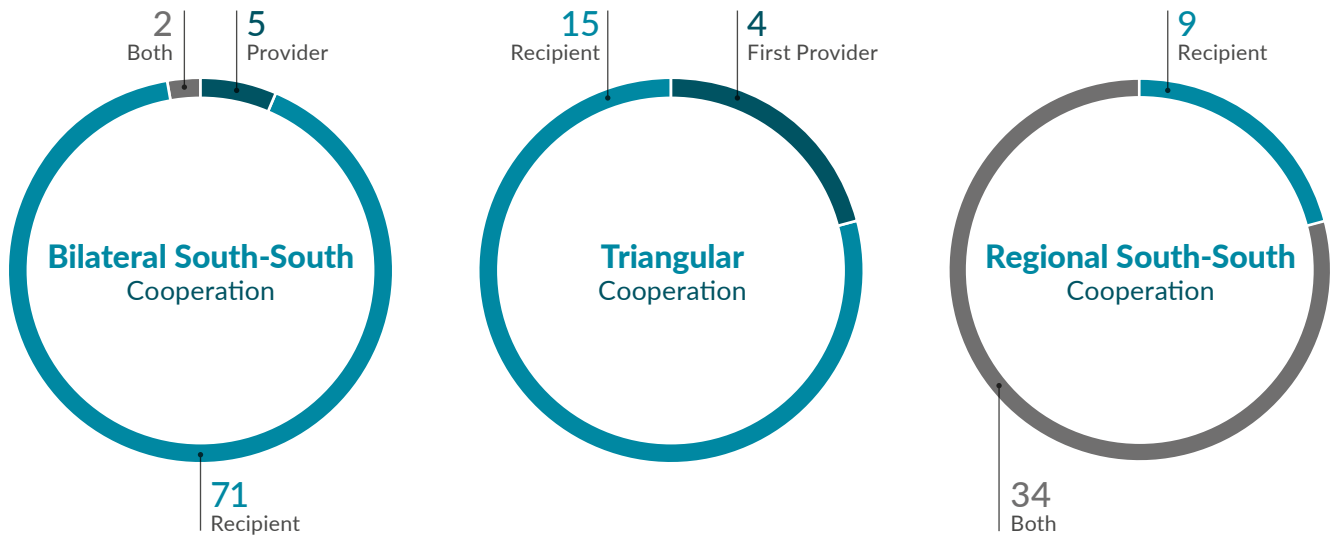 2
Both
5
Provider
Bilateral South-South
Cooperation
71
Recipient
15
Recipient
4
First Provider
Triangular
Cooperation
9
Recipient
Regional South-South
Cooperation
34
Both